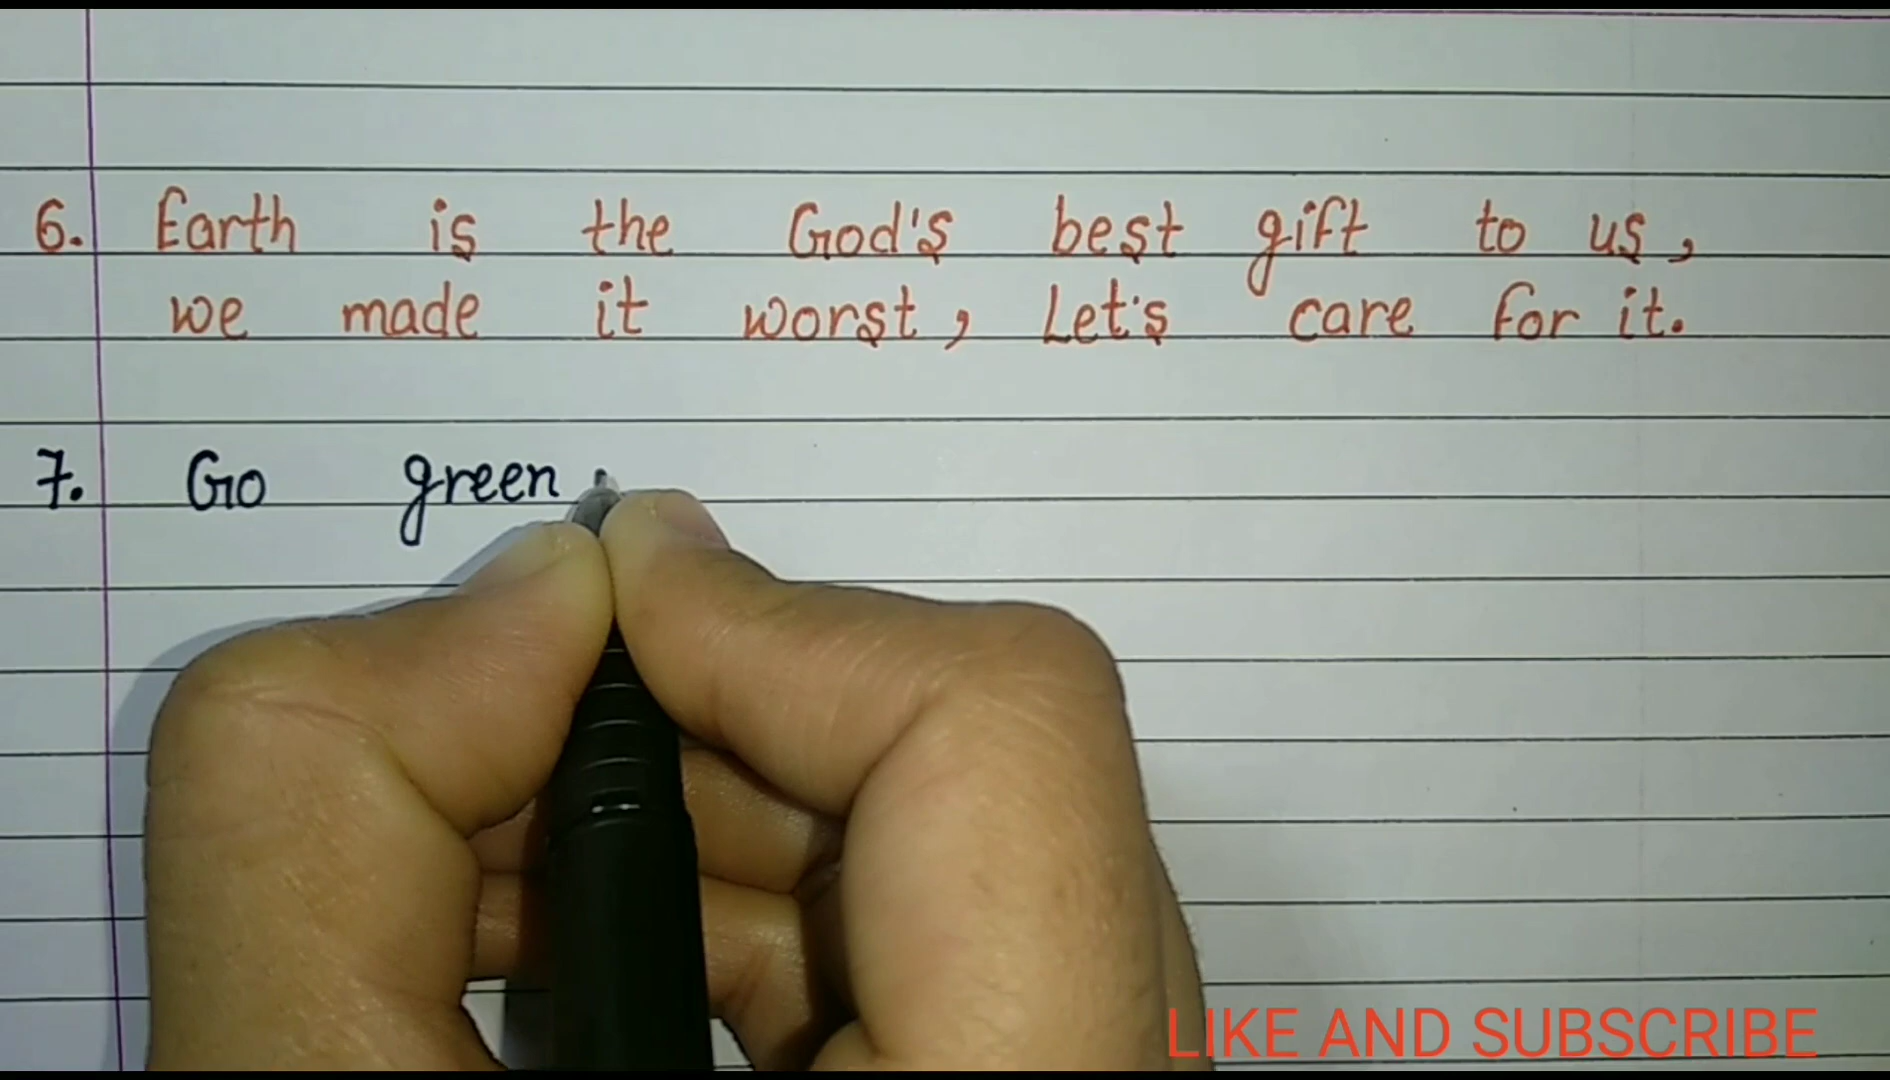 6. Earth is the God's best gift to us,
we made it worst, Let's care for it.
7. Go green
LIKE AND SUBSCRIBE